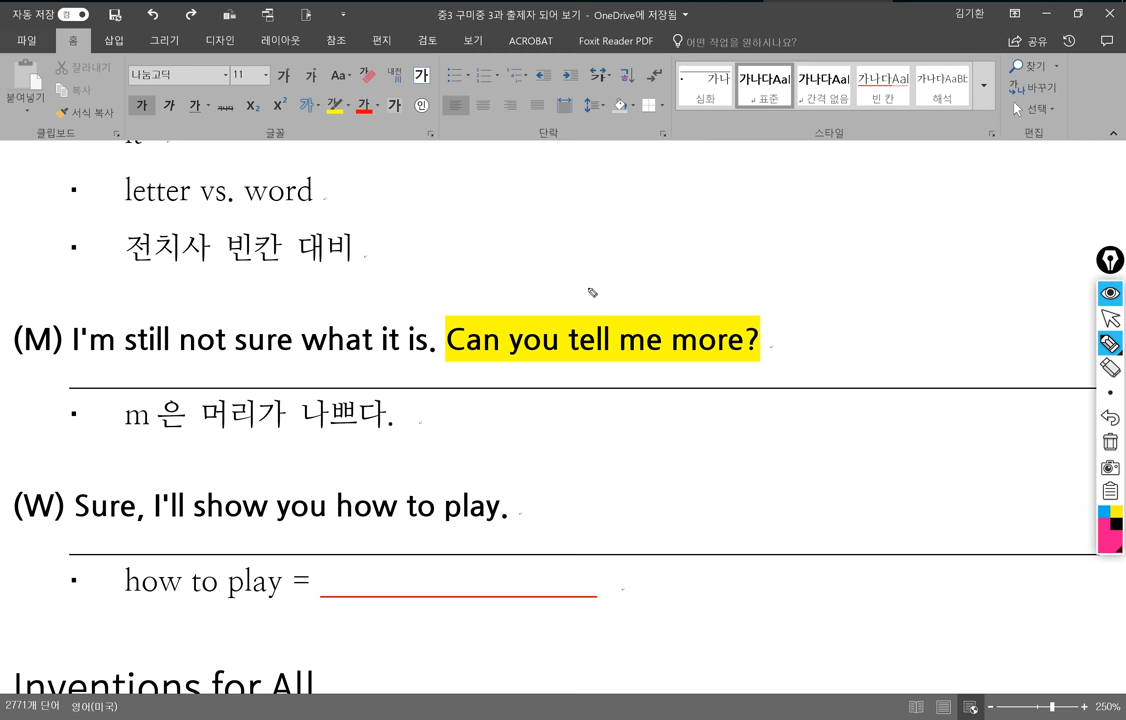 자동 저장 켬 중3 구미중 3과 출제자 되어 보기 - OneDrive에 저장됨 김기환
파일 홈 삽입 그리기 디자인 레이아웃 참조 편지 검토 보기 ACROBAT Foxit Reader PDF 어떤 작업을 원하시나요? 공유
붙여넣기 잘라내기 복사 서식 복사
나눔고딕 11
가나 심화
가나다AaI 표준
가나다AaI 간격 없음
가나다AaI 빈 칸
가나다AaBb 해석
찾기 바꾸기 선택
클립보드 글꼴 단락 스타일 편집
letter vs. word
전치사 빈칸 대비
(M) I'm still not sure what it is. Can you tell me more?
m은 머리가 나쁘다.
(W) Sure, I'll show you how to play.
how to play =
Inventions for All
2771개 단어 영어(미국) 250%